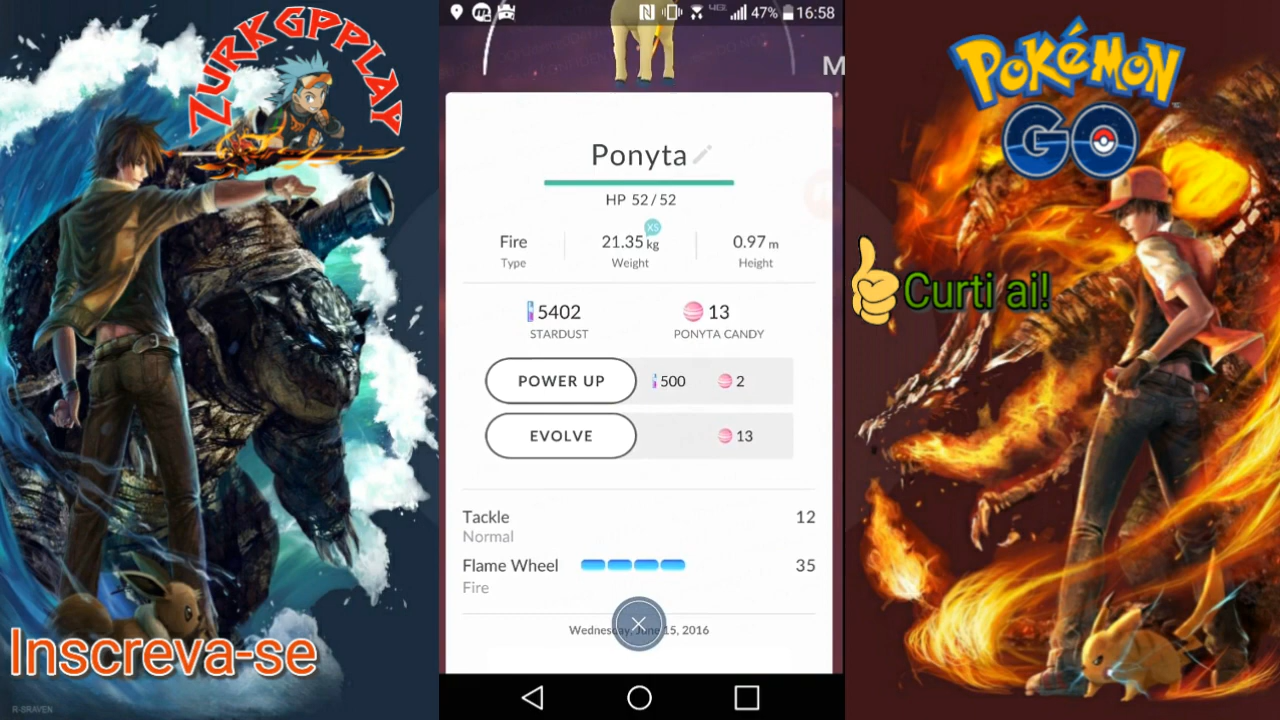 ZURKGPPLAY
47% 16:58
M
POKéMON
GO
Ponyta
HP 52 / 52
XS
Fire 21.35 kg 0.97 m
Type Weight Height
Curti ai!
5402 13
STARDUST PONYTA CANDY
POWER UP 500 2
EVOLVE 13
Tackle 12
Normal
Flame Wheel 35
Fire
Wednesday, June 15, 2016
Inscreva-se
R-8RAVEN